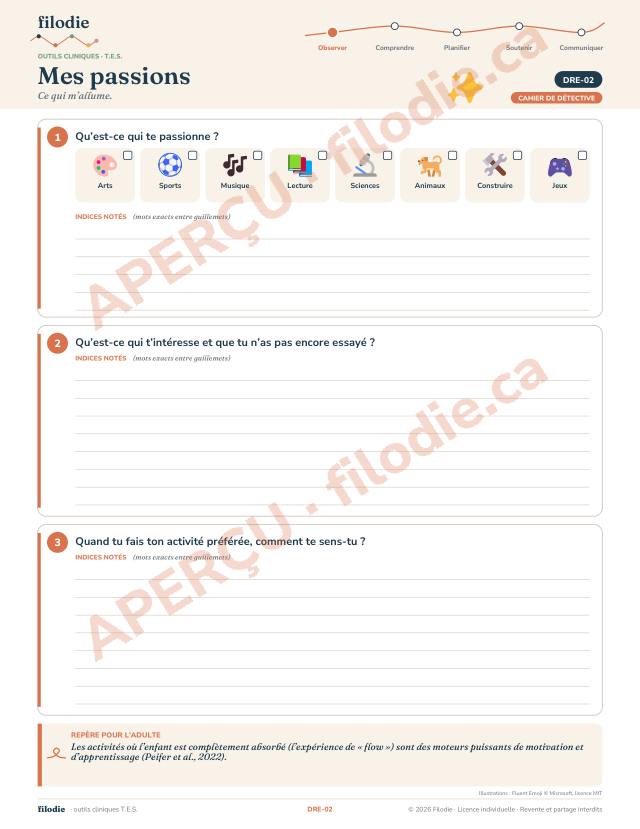 filodie
Observer
Comprendre
Planifier
Soutenir
Communiquer
OUTILS CLINIQUES · T.E.S.
Mes passions
Ce qui m’allume.
DRE-02
CAHIER DE DÉTECTIVE
1 Qu’est-ce qui te passionne ?
Arts
Sports
Musique
Lecture
Sciences
Animaux
Construire
Jeux
INDICES NOTÉS (mots exacts entre guillemets)
APERÇU · filodie.ca
2 Qu’est-ce qui t’intéresse et que tu n’as pas encore essayé ?
INDICES NOTÉS (mots exacts entre guillemets)
3 Quand tu fais ton activité préférée, comment te sens-tu ?
INDICES NOTÉS (mots exacts entre guillemets)
APERÇU · filodie.ca
REPÈRE POUR L’ADULTE
Les activités où l’enfant est complètement absorbé (l’expérience de « flow ») sont des moteurs puissants de motivation et
d’apprentissage (Peifer et al., 2022).
Illustrations : Fluent Emoji © Microsoft, licence MIT
filodie · outils cliniques T.E.S.
DRE-02
© 2026 Filodie · Licence individuelle · Revente et partage interdits